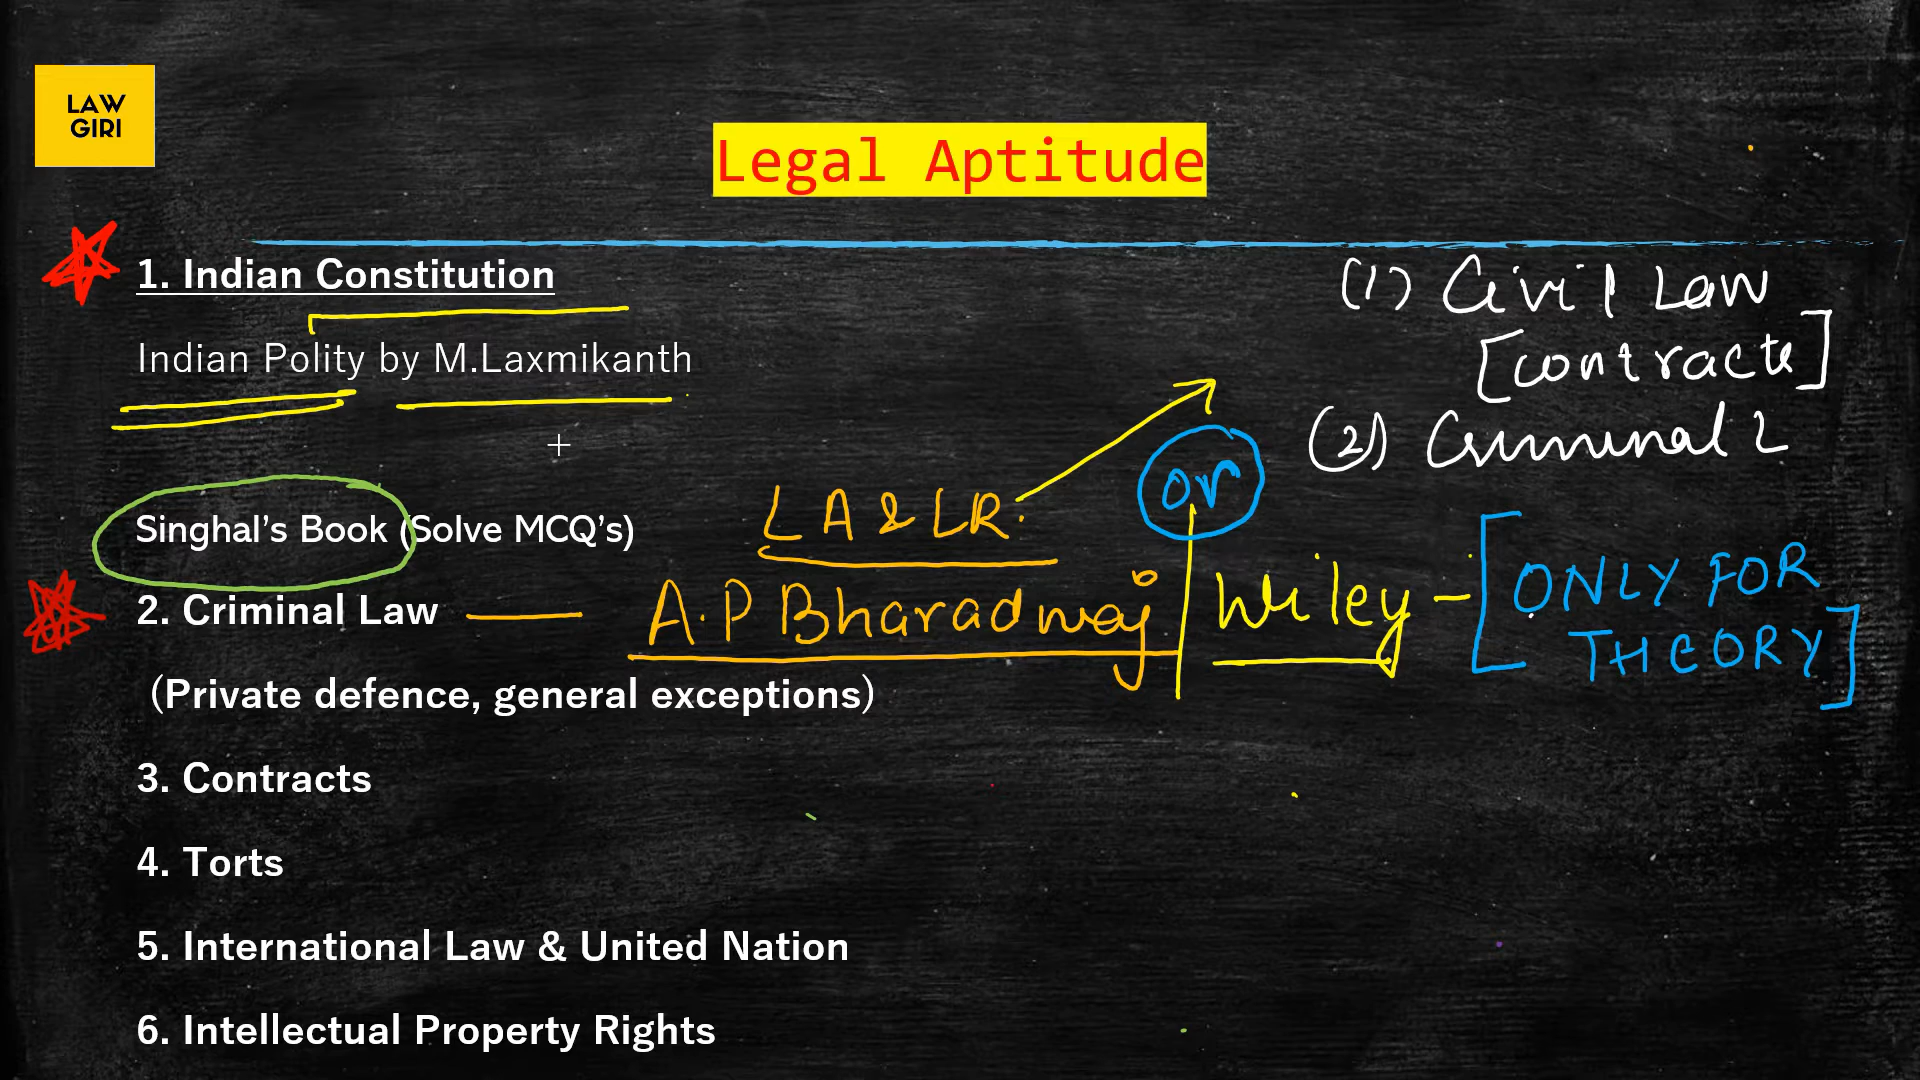 LAW
GIRI
Legal Aptitude
1. Indian Constitution
Indian Polity by M.Laxmikanth
Singhal's Book (Solve MCQ's)
2. Criminal Law
(Private defence, general exceptions)
3. Contracts
4. Torts
5. International Law & United Nation
6. Intellectual Property Rights
LA & LR.
A.P Bharadwaj
or
Wiley - [ONLY FOR
THEORY]
(1) Civil Law
[contracts]
(2) Criminal L